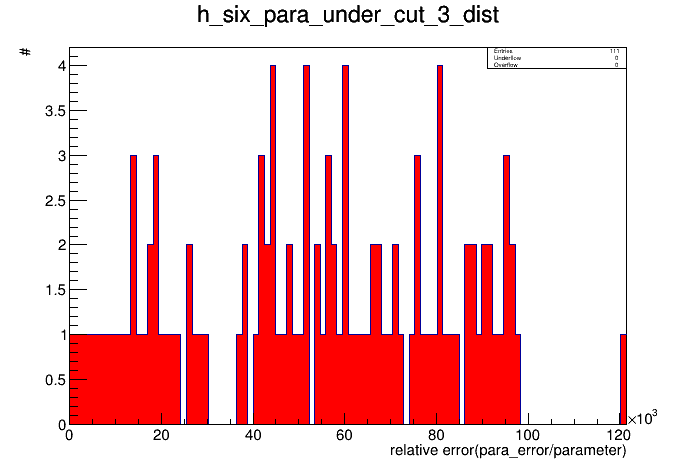 h_six_para_under_cut_3_dist
#
Entries 111
Underflow 0
Overflow 0
4
3.5
3
2.5
2
1.5
1
0.5
0
0 20 40 60 80 100 120 ×10³
relative error(para_error/parameter)